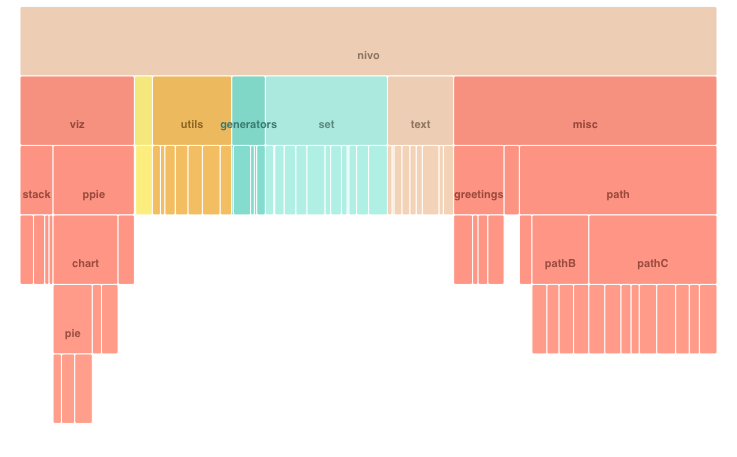 nivo
viz
utils
generators
set
text
misc
stack
ppie
greetings
path
chart
pathB
pathC
pie